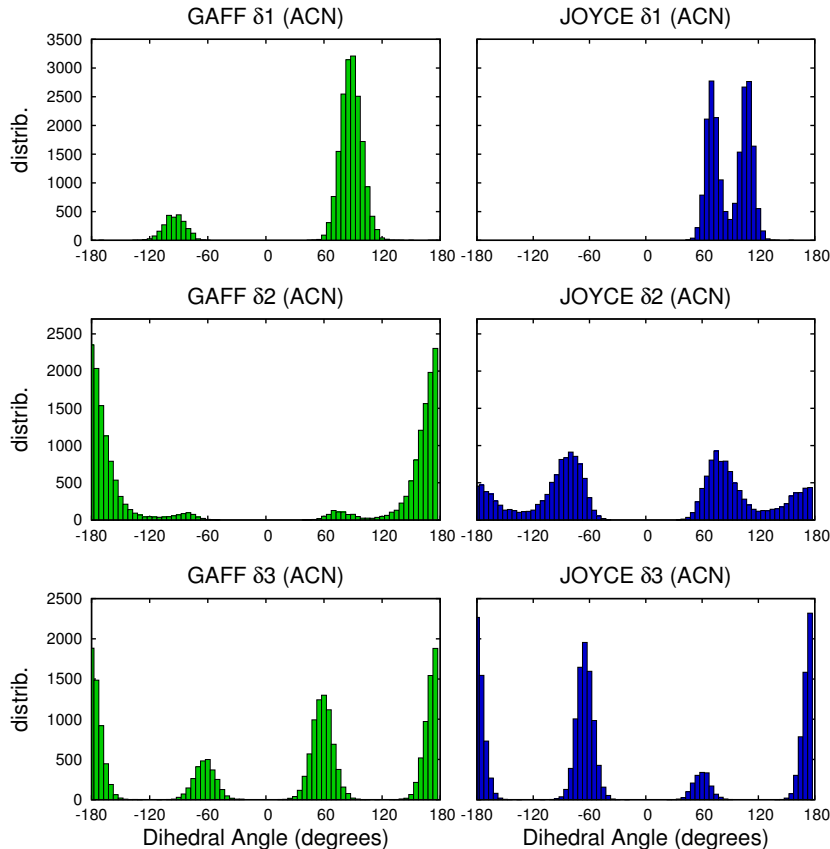 GAFF δ1 (ACN)
JOYCE δ1 (ACN)
distrib.
3500
3000
2500
2000
1500
1000
500
0
-180 -120 -60 0 60 120 180
-180 -120 -60 0 60 120 180
GAFF δ2 (ACN)
JOYCE δ2 (ACN)
distrib.
2500
2000
1500
1000
500
0
-180 -120 -60 0 60 120 180
-180 -120 -60 0 60 120 180
GAFF δ3 (ACN)
JOYCE δ3 (ACN)
distrib.
2500
2000
1500
1000
500
0
-180 -120 -60 0 60 120 180
-180 -120 -60 0 60 120 180
Dihedral Angle (degrees)
Dihedral Angle (degrees)